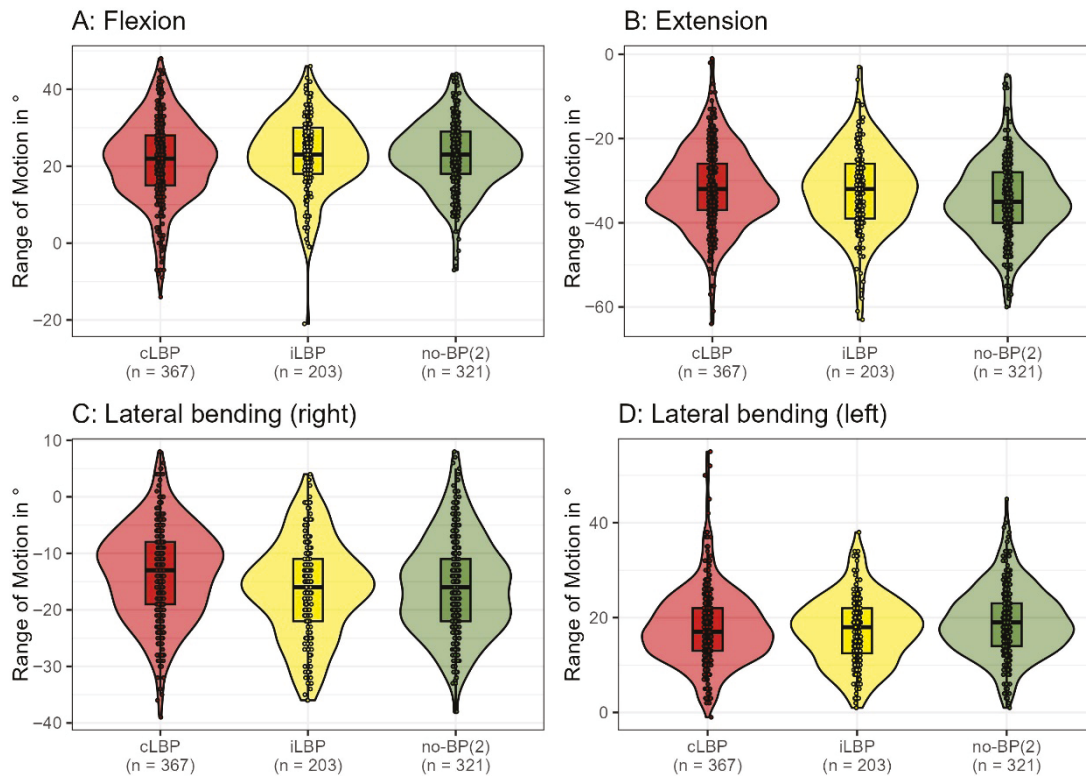 A: Flexion
Range of Motion in °
40
20
0
−20
cLBP
(n = 367)
iLBP
(n = 203)
no-BP(2)
(n = 321)
B: Extension
Range of Motion in °
0
−20
−40
−60
cLBP
(n = 367)
iLBP
(n = 203)
no-BP(2)
(n = 321)
C: Lateral bending (right)
Range of Motion in °
10
0
−10
−20
−30
−40
cLBP
(n = 367)
iLBP
(n = 203)
no-BP(2)
(n = 321)
D: Lateral bending (left)
Range of Motion in °
40
20
0
cLBP
(n = 367)
iLBP
(n = 203)
no-BP(2)
(n = 321)